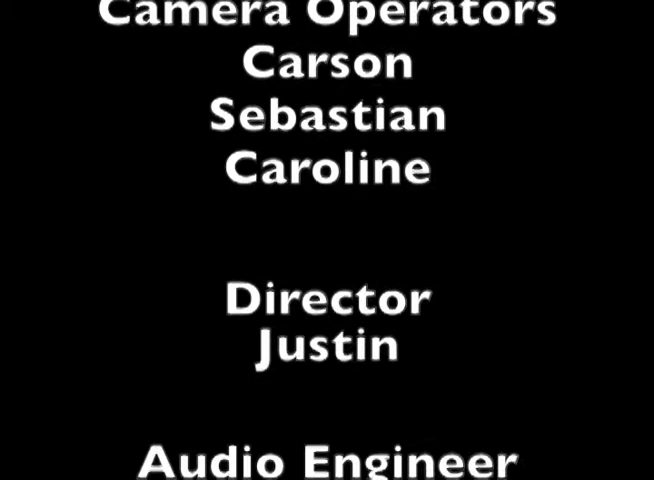 Camera Operators
Carson
Sebastian
Caroline
Director
Justin
Audio Engineer